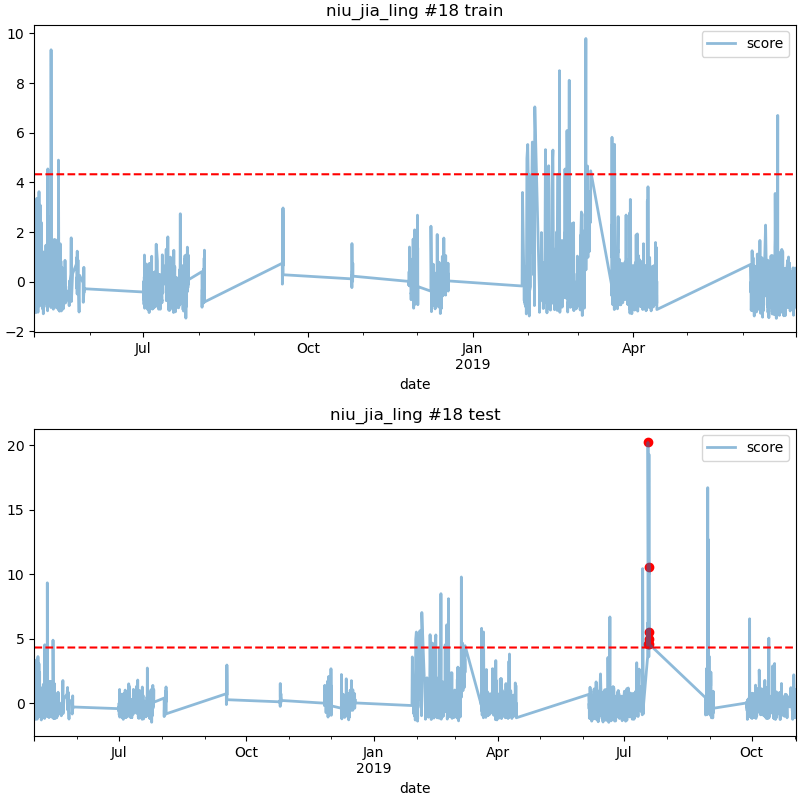 niu_jia_ling #18 train
score
10
8
6
4
2
0
−2
Jul
Oct
Jan
2019
Apr
date
niu_jia_ling #18 test
score
20
15
10
5
0
Jul
Oct
Jan
2019
Apr
Jul
Oct
date